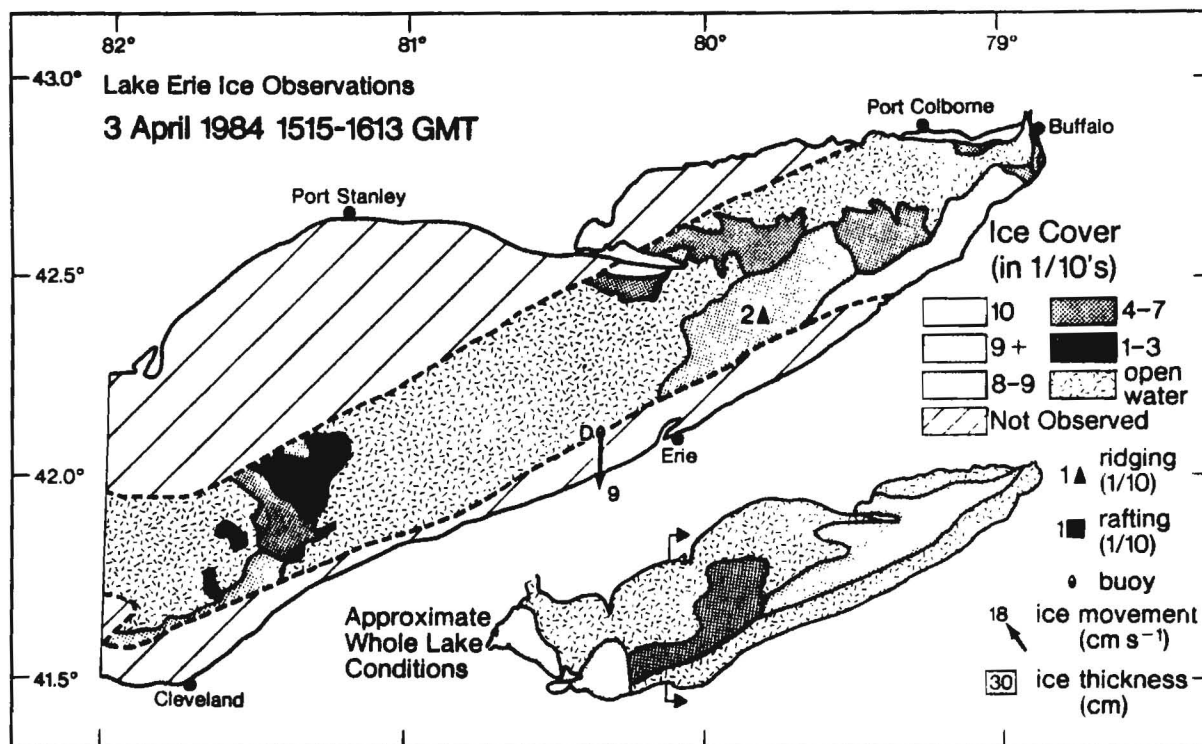 82° 81° 80° 79°
43.0°
Lake Erie Ice Observations
3 April 1984 1515-1613 GMT
Port Colborne
Buffalo
Port Stanley
42.5°
Ice Cover
(in 1/10's)
10 4-7
9+ 1-3
8-9 open
water
Not Observed
2
D
9
Erie
42.0°
1 ridging
(1/10)
1 rafting
(1/10)
buoy
18 ice movement
(cm s⁻¹)
30 ice thickness
(cm)
Approximate
Whole Lake
Conditions
41.5°
Cleveland